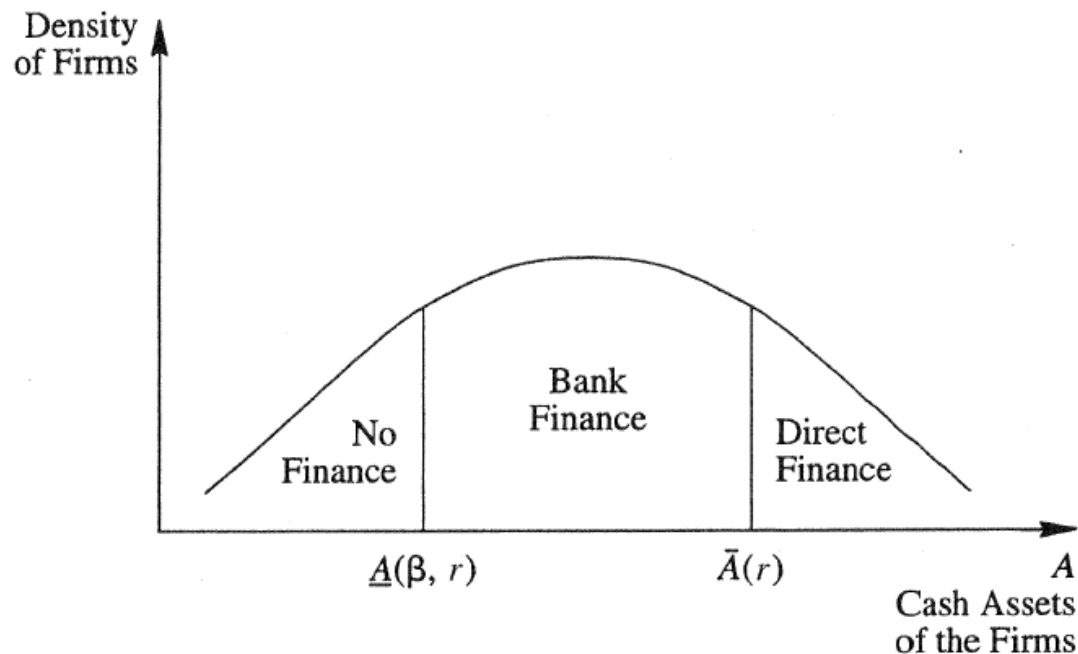 Density
of Firms
Bank
Finance
No
Finance
Direct
Finance
A̲(β, r)
Ā(r)
A
Cash Assets
of the Firms